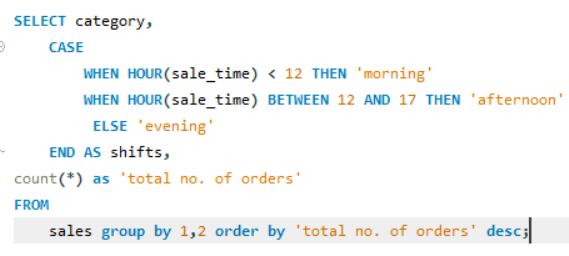 SELECT category,
CASE
WHEN HOUR(sale_time) < 12 THEN 'morning'
WHEN HOUR(sale_time) BETWEEN 12 AND 17 THEN 'afternoon'
ELSE 'evening'
END AS shifts,
count(*) as 'total no. of orders'
FROM
sales group by 1,2 order by 'total no. of orders' desc;